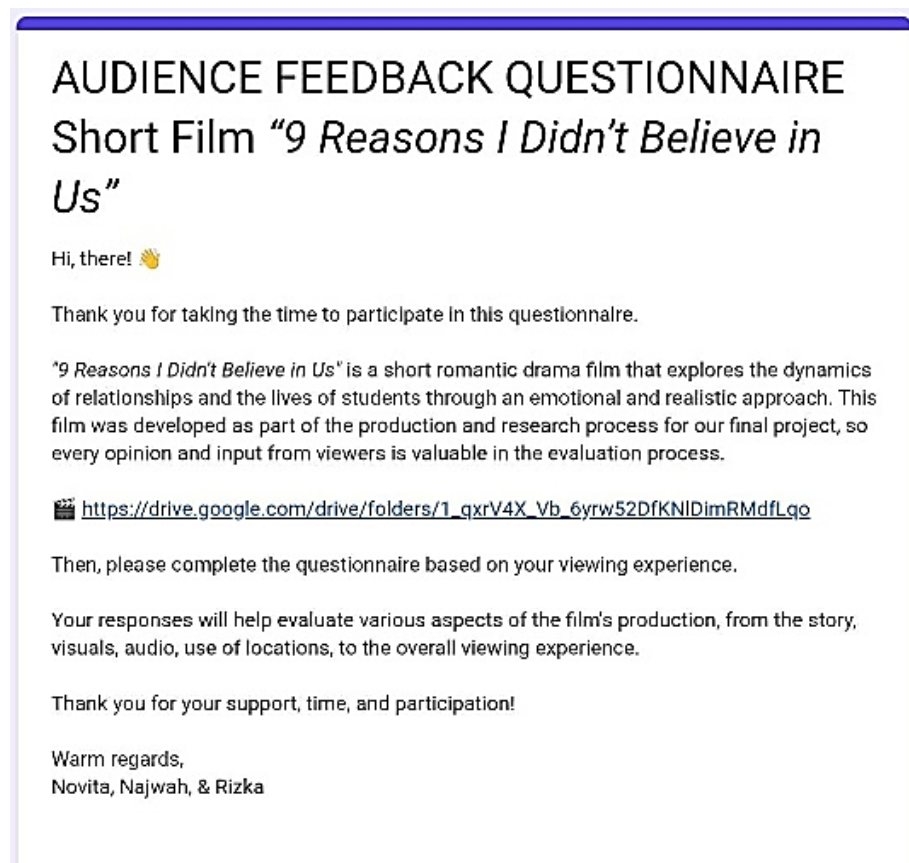 AUDIENCE FEEDBACK QUESTIONNAIRE
Short Film “9 Reasons I Didn’t Believe in
Us”
Hi, there! 👋
Thank you for taking the time to participate in this questionnaire.
"9 Reasons I Didn't Believe in Us" is a short romantic drama film that explores the dynamics
of relationships and the lives of students through an emotional and realistic approach. This
film was developed as part of the production and research process for our final project, so
every opinion and input from viewers is valuable in the evaluation process.
🎬 https://drive.google.com/drive/folders/1_qxrV4X_Vb_6yrw52DfKNlDimRMdfLqo
Then, please complete the questionnaire based on your viewing experience.
Your responses will help evaluate various aspects of the film's production, from the story,
visuals, audio, use of locations, to the overall viewing experience.
Thank you for your support, time, and participation!
Warm regards,
Novita, Najwah, & Rizka